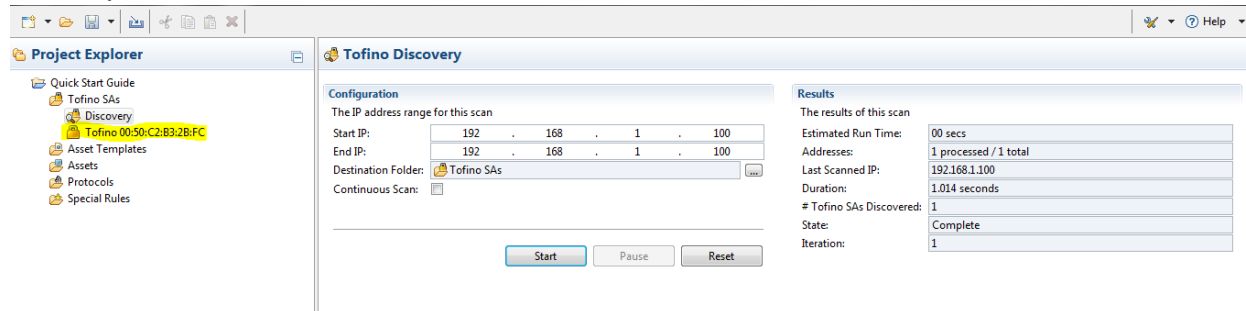 Help
Project Explorer
Quick Start Guide
Tofino SAs
Discovery
Tofino 00:50:C2:B3:2B:FC
Asset Templates
Assets
Protocols
Special Rules
Tofino Discovery
Configuration
The IP address range for this scan
Start IP: 192 . 168 . 1 . 100
End IP: 192 . 168 . 1 . 100
Destination Folder: Tofino SAs ...
Continuous Scan:
Start Pause Reset
Results
The results of this scan
Estimated Run Time: 00 secs
Addresses: 1 processed / 1 total
Last Scanned IP: 192.168.1.100
Duration: 1.014 seconds
# Tofino SAs Discovered: 1
State: Complete
Iteration: 1